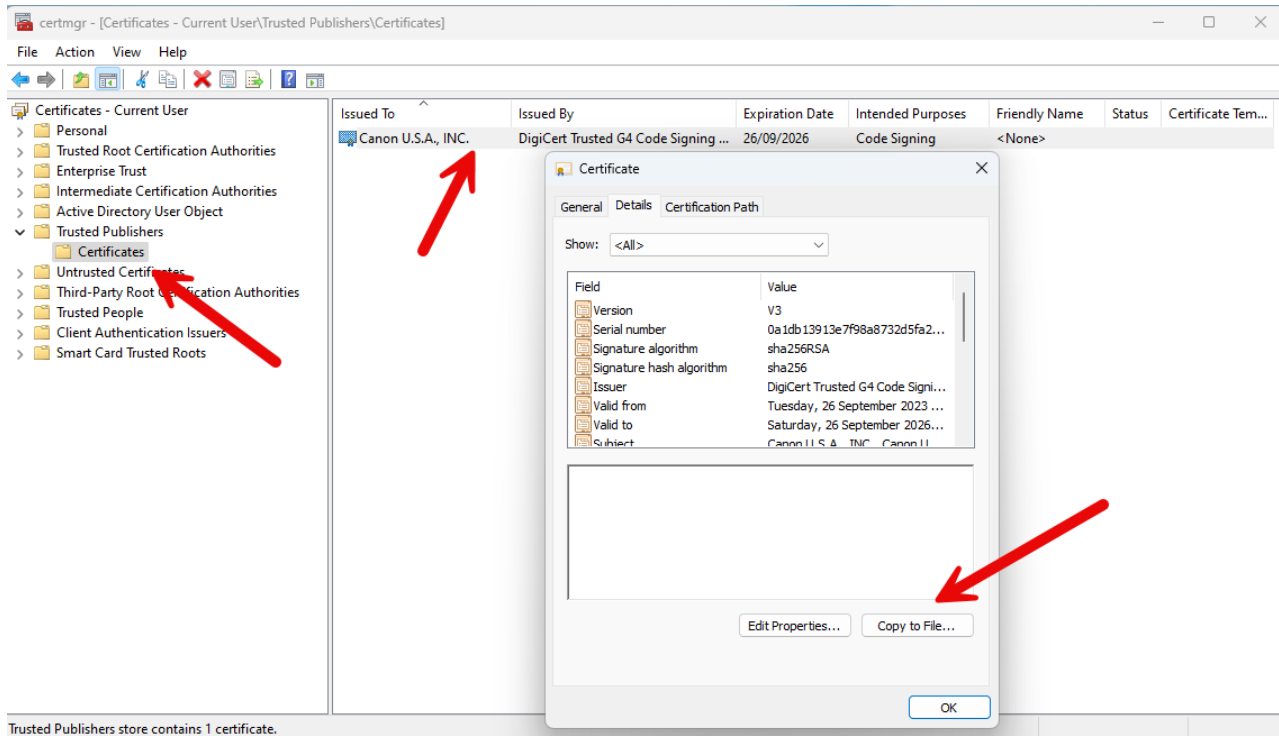 certmgr - [Certificates - Current User\Trusted Publishers\Certificates]
File Action View Help
Certificates - Current User
Personal
Trusted Root Certification Authorities
Enterprise Trust
Intermediate Certification Authorities
Active Directory User Object
Trusted Publishers
Certificates
Untrusted Certificates
Third-Party Root Certification Authorities
Trusted People
Client Authentication Issuers
Smart Card Trusted Roots
Issued To Issued By Expiration Date Intended Purposes Friendly Name Status Certificate Tem...
Canon U.S.A., INC. DigiCert Trusted G4 Code Signing ... 26/09/2026 Code Signing <None>
Certificate
General Details Certification Path
Show: <All>
Field Value
Version V3
Serial number 0a1db13913e7f98a8732d5fa2...
Signature algorithm sha256RSA
Signature hash algorithm sha256
Issuer DigiCert Trusted G4 Code Signi...
Valid from Tuesday, 26 September 2023 ...
Valid to Saturday, 26 September 2026...
Subject Canon U.S.A., INC., Canon U
Edit Properties... Copy to File...
OK
Trusted Publishers store contains 1 certificate.